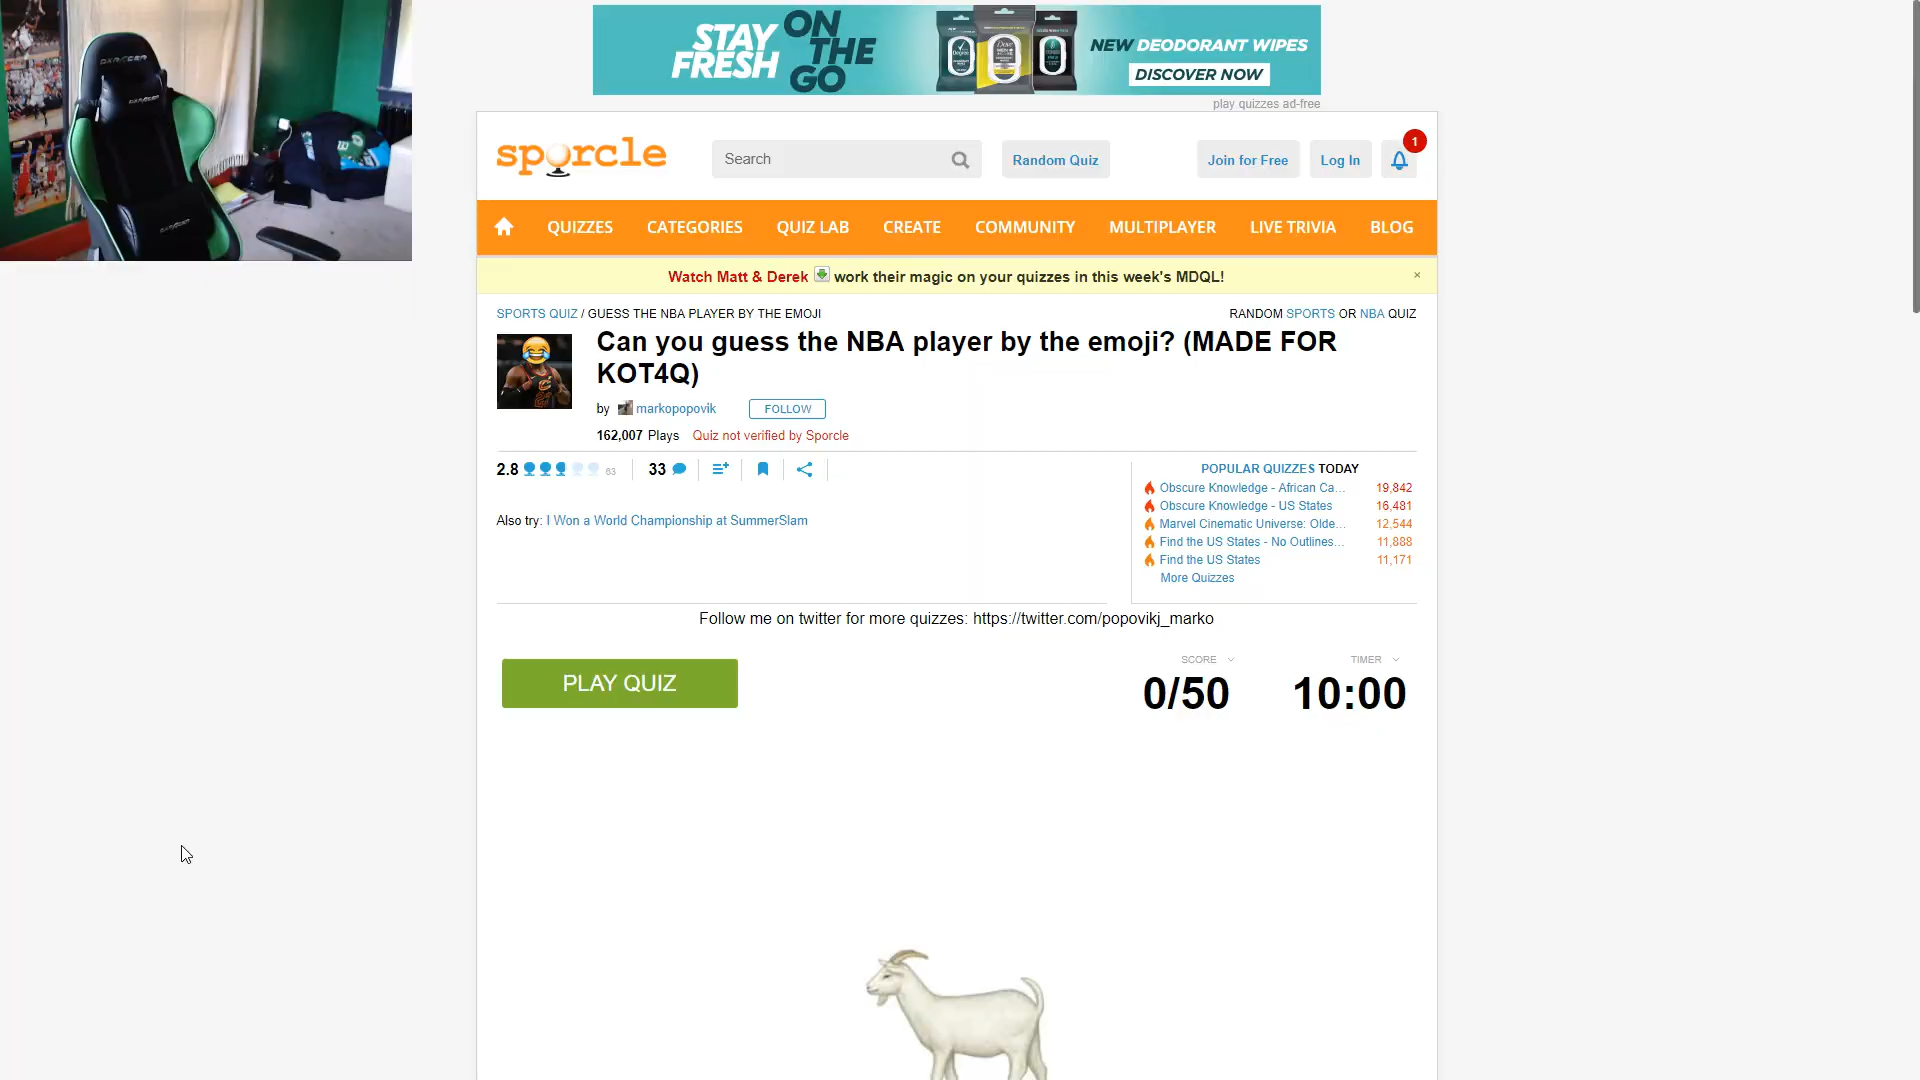 STAY
FRESH
ON
THE
GO
NEW DEODORANT WIPES
DISCOVER NOW
play quizzes ad-free
sporcle
Search
Random Quiz
Join for Free
Log In
1
QUIZZES
CATEGORIES
QUIZ LAB
CREATE
COMMUNITY
MULTIPLAYER
LIVE TRIVIA
BLOG
Watch Matt & Derek work their magic on your quizzes in this week's MDQL!
×
SPORTS QUIZ / GUESS THE NBA PLAYER BY THE EMOJI
RANDOM SPORTS OR NBA QUIZ
Can you guess the NBA player by the emoji? (MADE FOR
KOT4Q)
by markopopovik
FOLLOW
162,007 Plays Quiz not verified by Sporcle
2.8 63
33
POPULAR QUIZZES TODAY
Obscure Knowledge - African Ca... 19,842
Obscure Knowledge - US States 16,481
Marvel Cinematic Universe: Olde... 12,544
Find the US States - No Outlines... 11,888
Find the US States 11,171
More Quizzes
Also try: I Won a World Championship at SummerSlam
Follow me on twitter for more quizzes: https://twitter.com/popovikj_marko
PLAY QUIZ
SCORE
0/50
TIMER
10:00